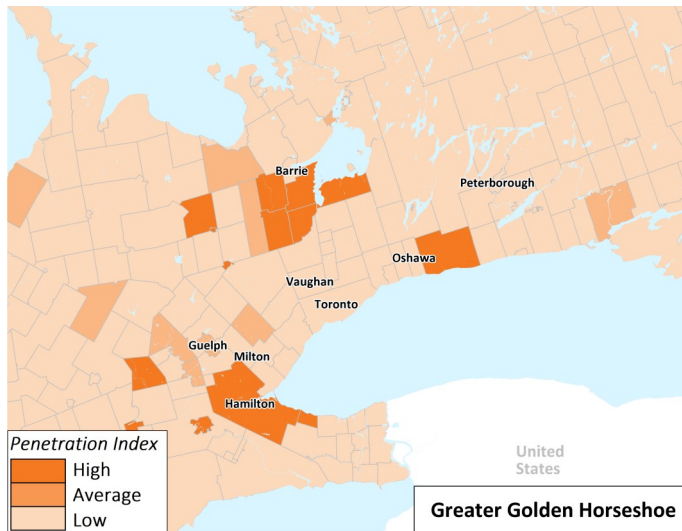 Barrie
Peterborough
Oshawa
Vaughan
Toronto
Guelph
Milton
Hamilton
Penetration Index
High
Average
Low
United
States
Greater Golden Horseshoe